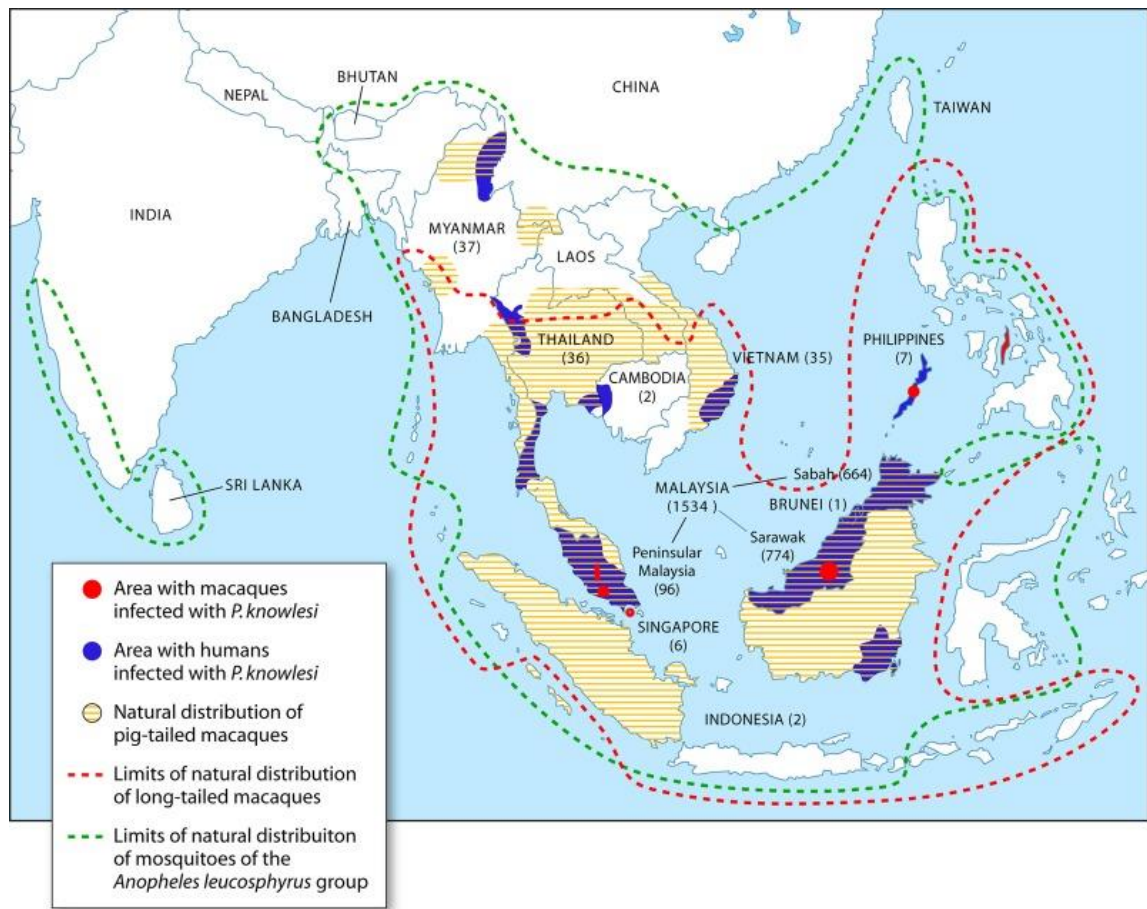 BHUTAN
NEPAL
CHINA
TAIWAN
INDIA
MYANMAR
(37)
LAOS
BANGLADESH
THAILAND
(36)
VIETNAM (35)
PHILIPPINES
(7)
CAMBODIA
(2)
SRI LANKA
Sabah (664)
MALAYSIA
(1534 )
BRUNEI (1)
Sarawak
(774)
Peninsular
Malaysia
(96)
SINGAPORE
(6)
INDONESIA (2)
Area with macaques
infected with P. knowlesi
Area with humans
infected with P. knowlesi
Natural distribution of
pig-tailed macaques
Limits of natural distribution
of long-tailed macaques
Limits of natural distribuiton
of mosquitoes of the
Anopheles leucosphyrus group